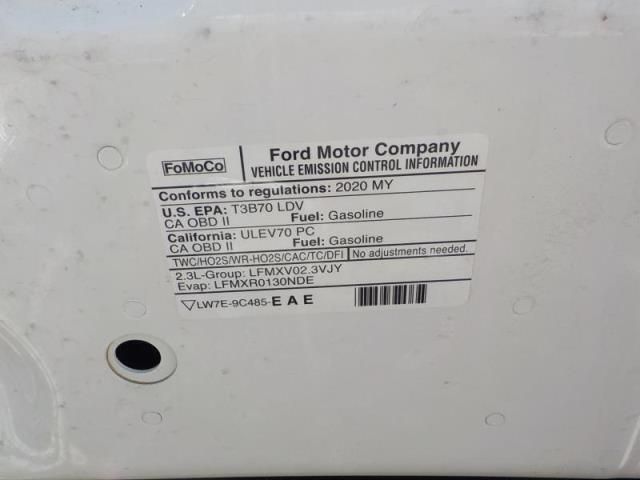 FoMoCo
Ford Motor Company
VEHICLE EMISSION CONTROL INFORMATION
Conforms to regulations: 2020 MY
U.S. EPA: T3B70 LDV
CA OBD II Fuel: Gasoline
California: ULEV70 PC
CA OBD II Fuel: Gasoline
TWC/HO2S/WR-HO2S/CAC/TC/DFI No adjustments needed.
2.3L-Group: LFMXV02.3VJY
Evap: LFMXR0130NDE
LW7E-9C485-EAE